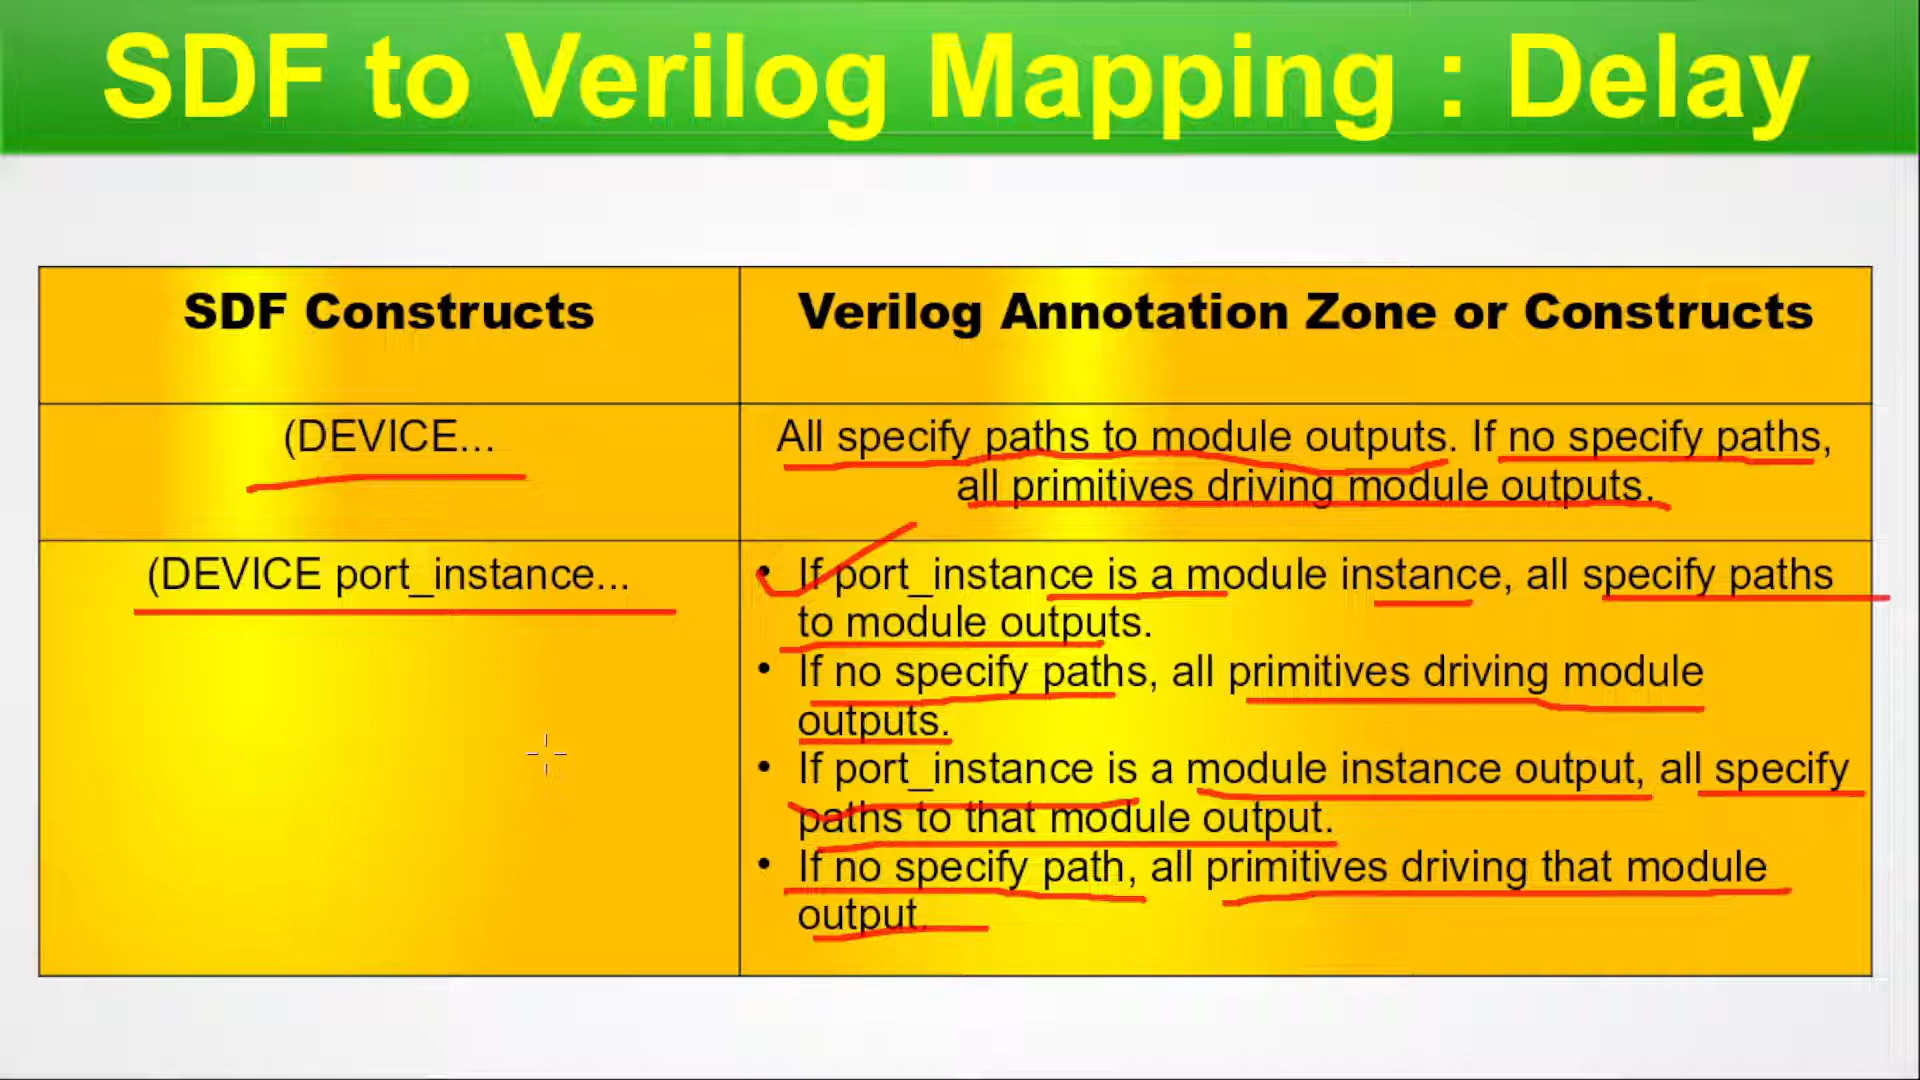 SDF to Verilog Mapping : Delay
SDF Constructs
Verilog Annotation Zone or Constructs
(DEVICE...
All specify paths to module outputs. If no specify paths,
all primitives driving module outputs.
(DEVICE port_instance...
• If port_instance is a module instance, all specify paths
to module outputs.
• If no specify paths, all primitives driving module
outputs.
• If port_instance is a module instance output, all specify
paths to that module output.
• If no specify path, all primitives driving that module
output.